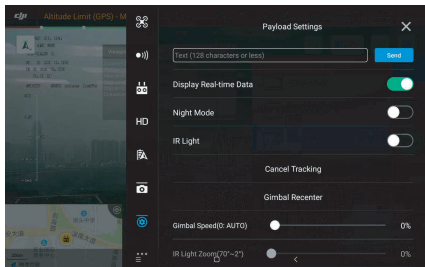 dji Altitude Limit (GPS) - M
Payload Settings
Text (128 characters or less)
Send
Display Real-time Data
Night Mode
HD
IR Light
Cancel Tracking
Gimbal Recenter
Gimbal Speed(0: AUTO)
0%
IR Light Zoom(70°~2°)
0%